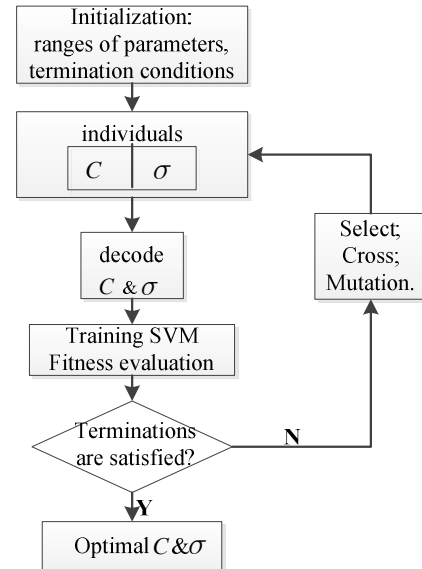 Initialization:
ranges of parameters,
termination conditions
individuals
C σ
decode
C & σ
Training SVM
Fitness evaluation
Terminations
are satisfied?
N
Select;
Cross;
Mutation.
Y
Optimal C&σ